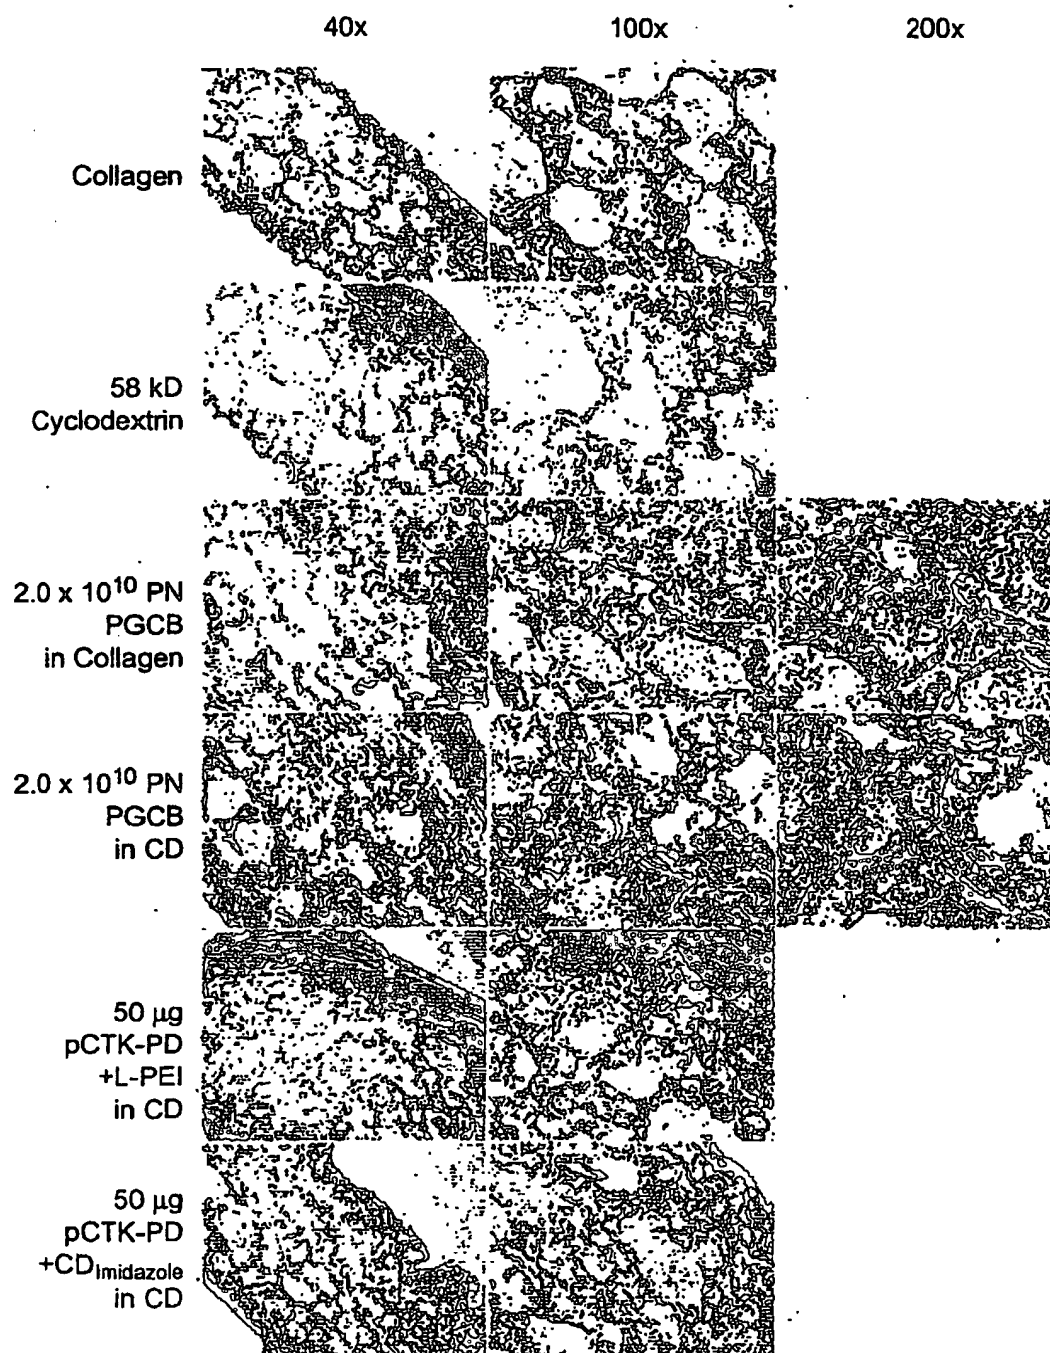 40x 100x 200x
Collagen
58 kD
Cyclodextrin
2.0 x 10¹⁰ PN
PGCB
in Collagen
2.0 x 10¹⁰ PN
PGCB
in CD
50 µg
pCTK-PD
+L-PEI
in CD
50 µg
pCTK-PD
+CD_Imidazole
in CD